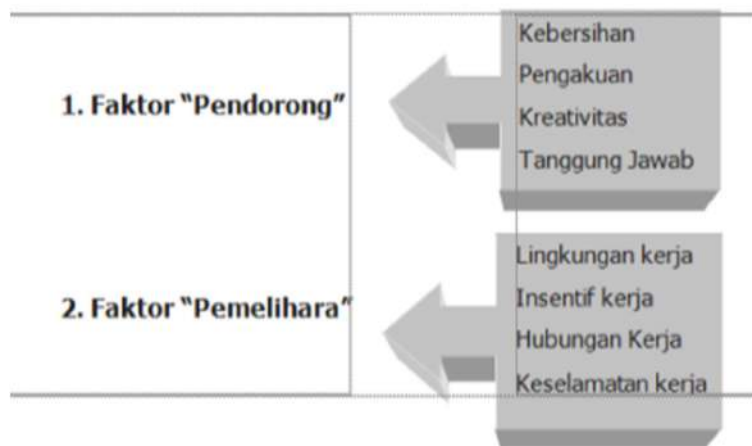 1. Faktor "Pendorong"
Kebersihan
Pengakuan
Kreativitas
Tanggung Jawab
2. Faktor "Pemelihara"
Lingkungan kerja
Insentif kerja
Hubungan Kerja
Keselamatan kerja